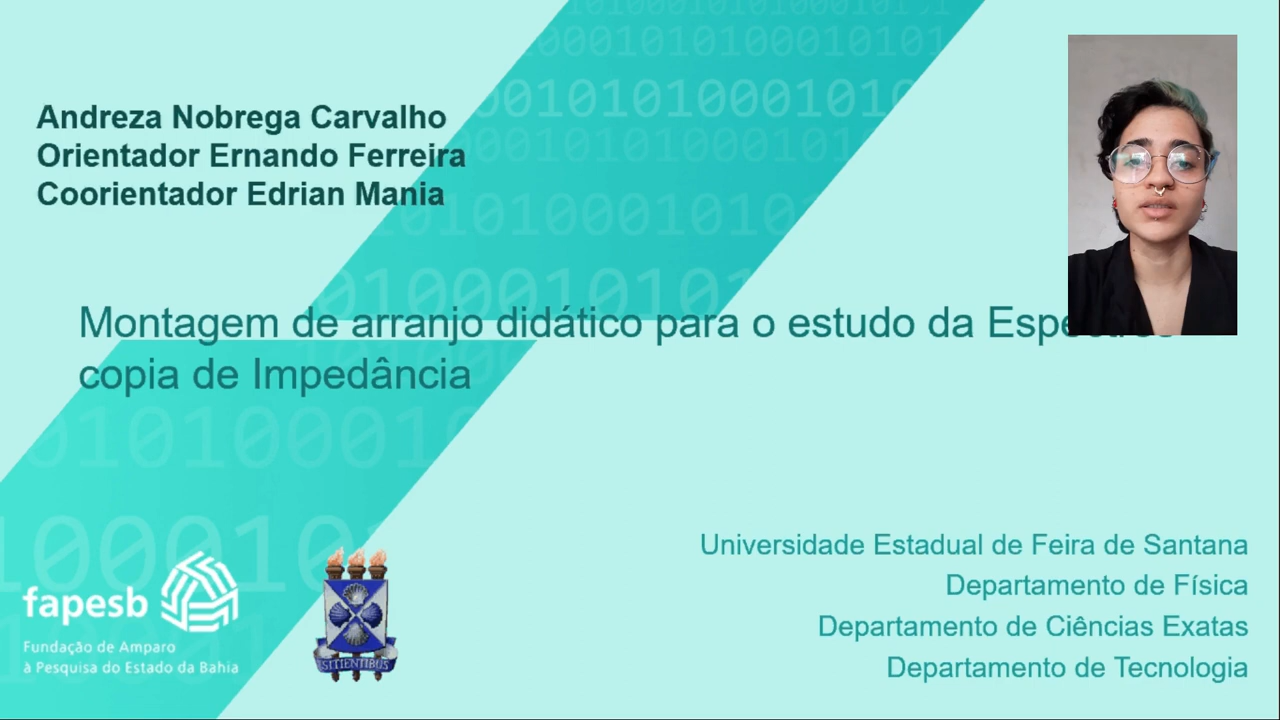 Andreza Nobrega Carvalho
Orientador Ernando Ferreira
Coorientador Edrian Mania
Montagem de arranjo didático para o estudo da
copia de Impedância
Universidade Estadual de Feira de Santana
Departamento de Física
Departamento de Ciências Exatas
Departamento de Tecnologia
fapesb
Fundação de Amparo
à Pesquisa do Estado da Bahia
SITIENTIBUS